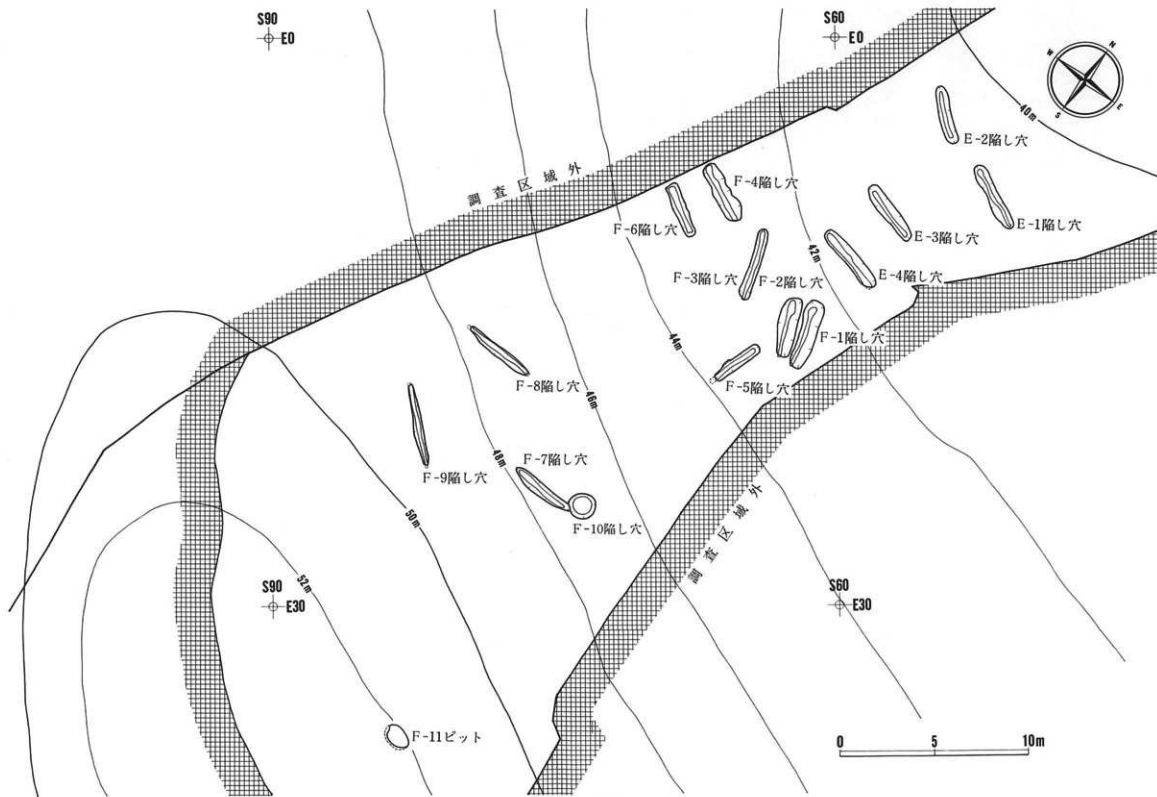 S90
E0
S60
E0
N
W
E
S
40m
E-2陥し穴
調査区域外
F-4陥し穴
E-1陥し穴
F-6陥し穴
E-3陥し穴
42m
F-3陥し穴
F-2陥し穴
E-4陥し穴
F-1陥し穴
44m
F-5陥し穴
F-8陥し穴
46m
F-7陥し穴
48m
F-9陥し穴
F-10陥し穴
50m
調査区域外
52m
S90
E30
S60
E30
F-11ピット
0
5
10m